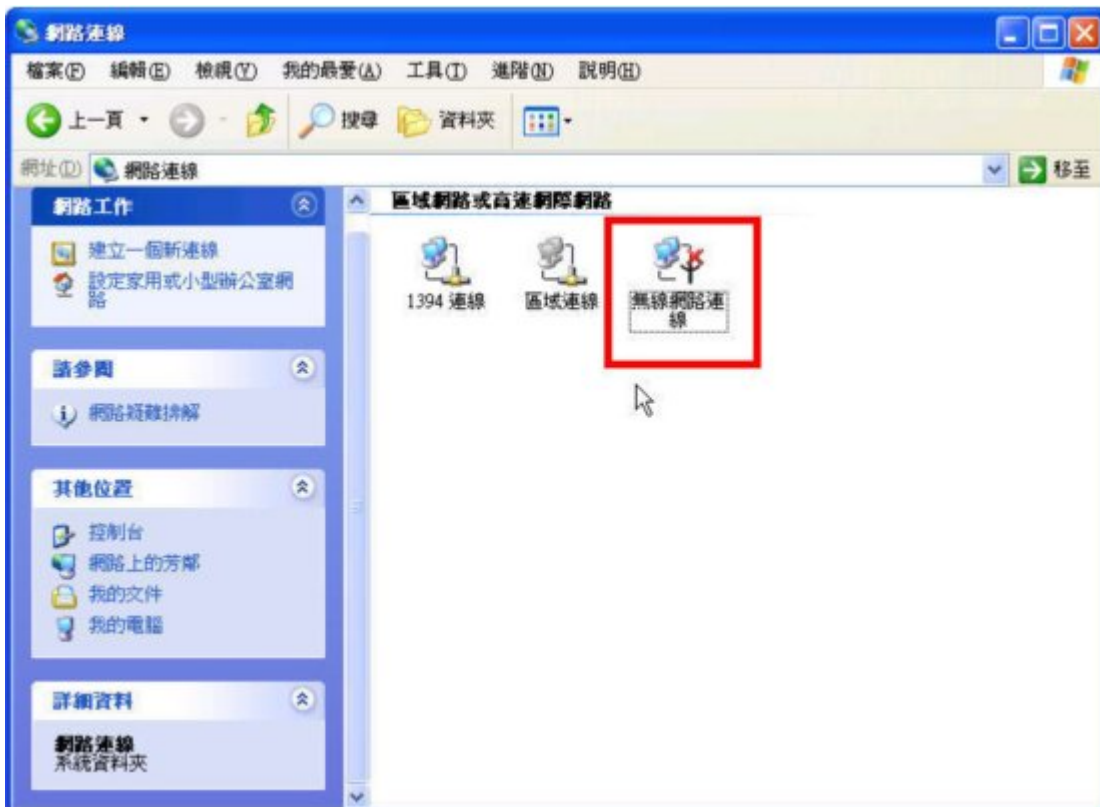 網路連線
檔案(F) 編輯(E) 檢視(V) 我的最愛(A) 工具(T) 進階(N) 說明(H)
上一頁 搜尋 資料夾
網址(D) 網路連線 移至
網路工作
建立一個新連線
設定家用或小型辦公室網
路
請參閱
網路疑難排解
其他位置
控制台
網路上的芳鄰
我的文件
我的電腦
詳細資料
網路連線
系統資料夾
區域網路或高速網際網路
1394 連線
區域連線
無線網路連
線